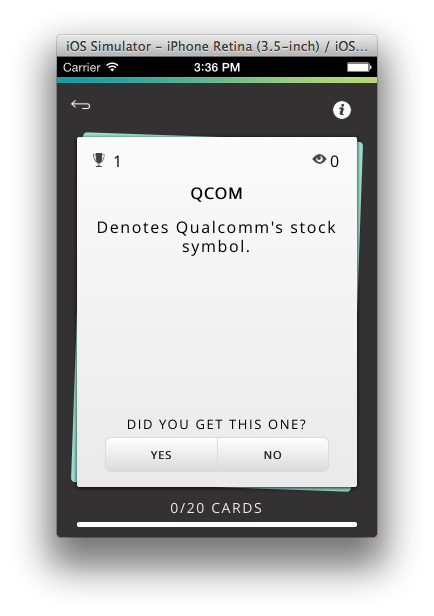 iOS Simulator – iPhone Retina (3.5-inch) / iOS...
Carrier 3:36 PM
1 0
QCOM
Denotes Qualcomm's stock
symbol.
DID YOU GET THIS ONE?
YES NO
0/20 CARDS